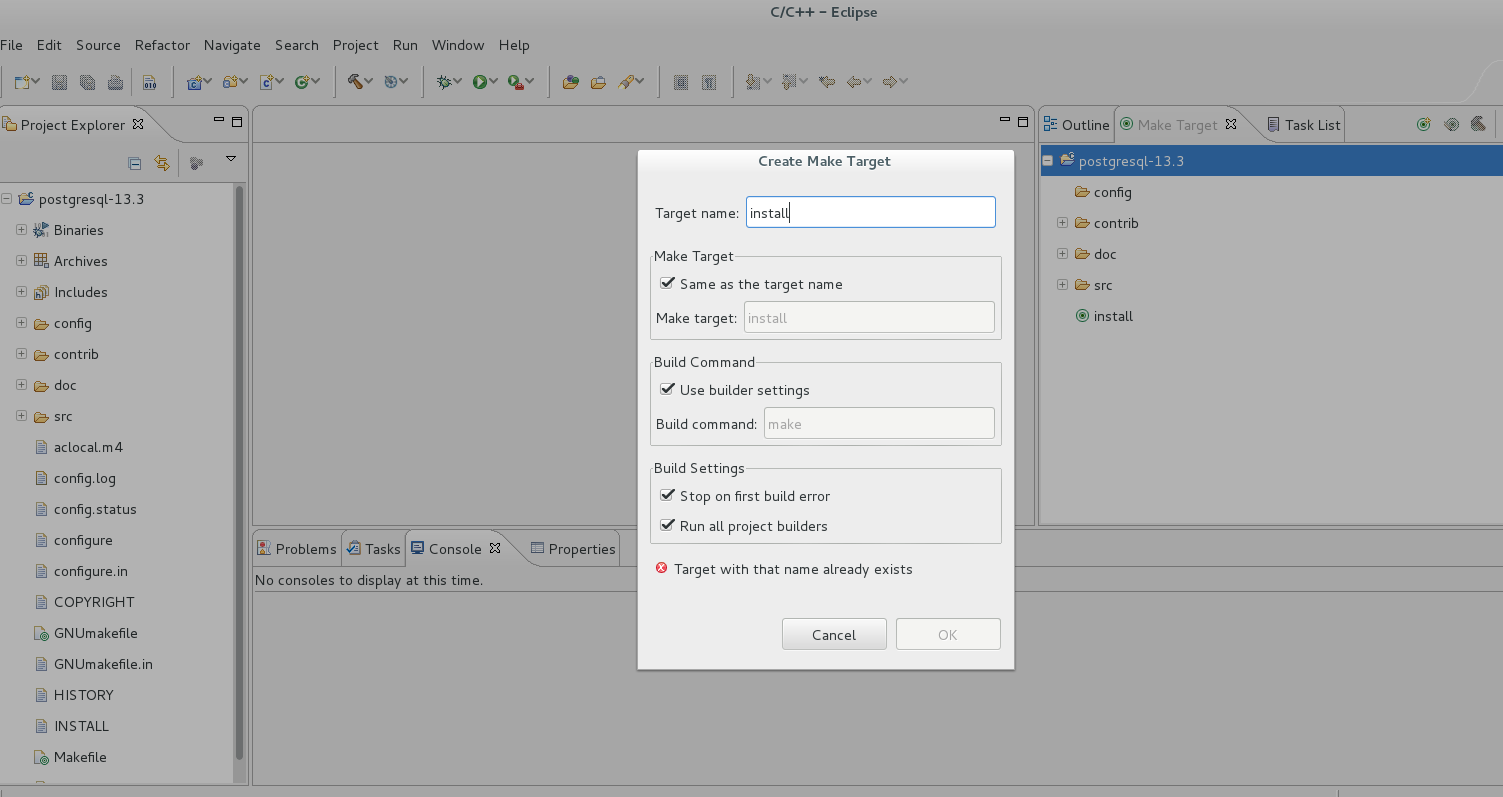 C/C++ – Eclipse
File Edit Source Refactor Navigate Search Project Run Window Help
Project Explorer
postgresql-13.3
Binaries
Archives
Includes
config
contrib
doc
src
aclocal.m4
config.log
config.status
configure
configure.in
COPYRIGHT
GNUmakefile
GNUmakefile.in
HISTORY
INSTALL
Makefile
Create Make Target
Target name: install
Make Target
Same as the target name
Make target: install
Build Command
Use builder settings
Build command: make
Build Settings
Stop on first build error
Run all project builders
Target with that name already exists
Cancel OK
Outline Make Target Task List
postgresql-13.3
config
contrib
doc
src
install
Problems Tasks Console Properties
No consoles to display at this time.